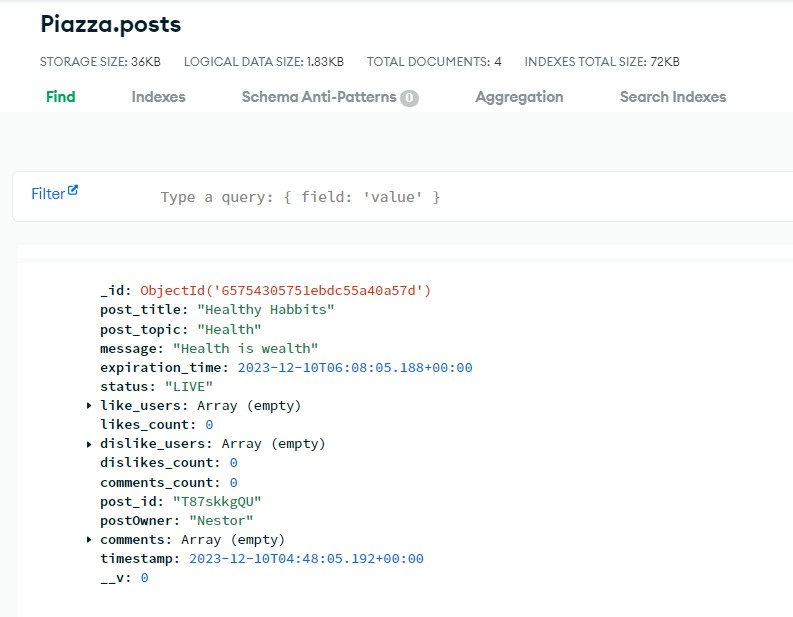 Piazza.posts
STORAGE SIZE: 36KB LOGICAL DATA SIZE: 1.83KB TOTAL DOCUMENTS: 4 INDEXES TOTAL SIZE: 72KB
Find Indexes Schema Anti-Patterns 0 Aggregation Search Indexes
Filter Type a query: { field: 'value' }
_id: ObjectId('65754305751ebdc55a40a57d')
post_title: "Healthy Habbits"
post_topic: "Health"
message: "Health is wealth"
expiration_time: 2023-12-10T06:08:05.188+00:00
status: "LIVE"
like_users: Array (empty)
likes_count: 0
dislike_users: Array (empty)
dislikes_count: 0
comments_count: 0
post_id: "T87skkgQU"
postOwner: "Nestor"
comments: Array (empty)
timestamp: 2023-12-10T04:48:05.192+00:00
__v: 0